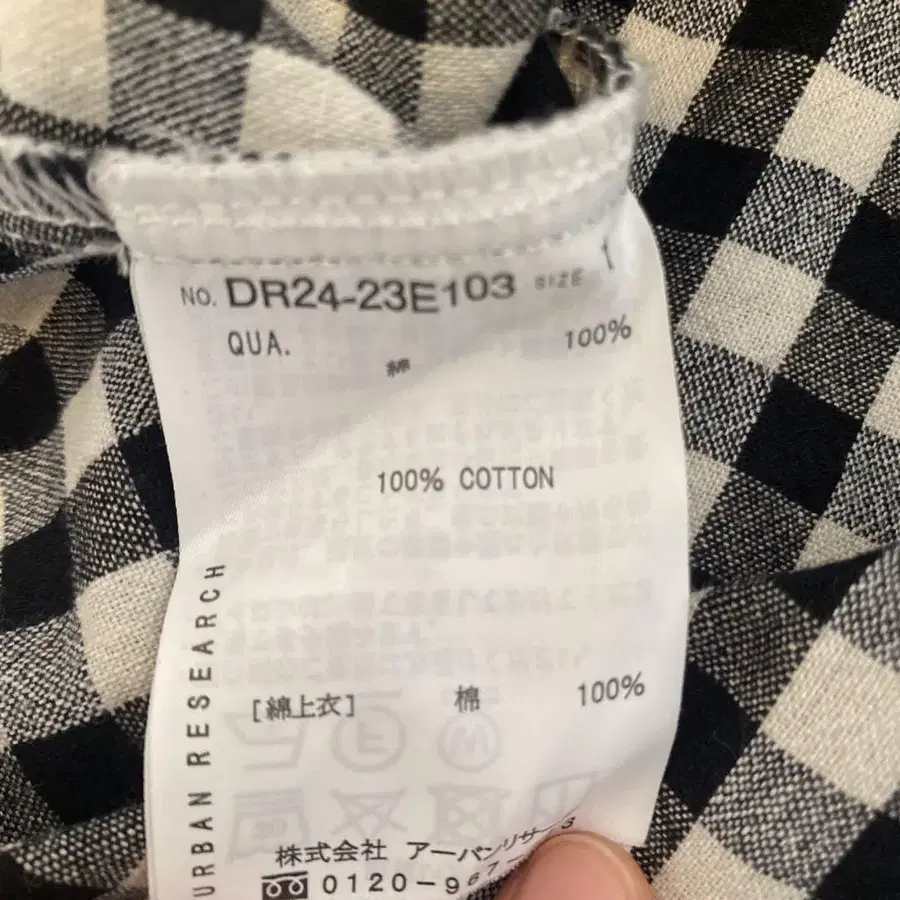 NO. DR24-23E103 SIZE 1
QUA.
綿 100%
100% COTTON
URBAN RESEARCH
[綿上衣] 棉 100%
株式会社 アーバンリサーチ
0120-967-